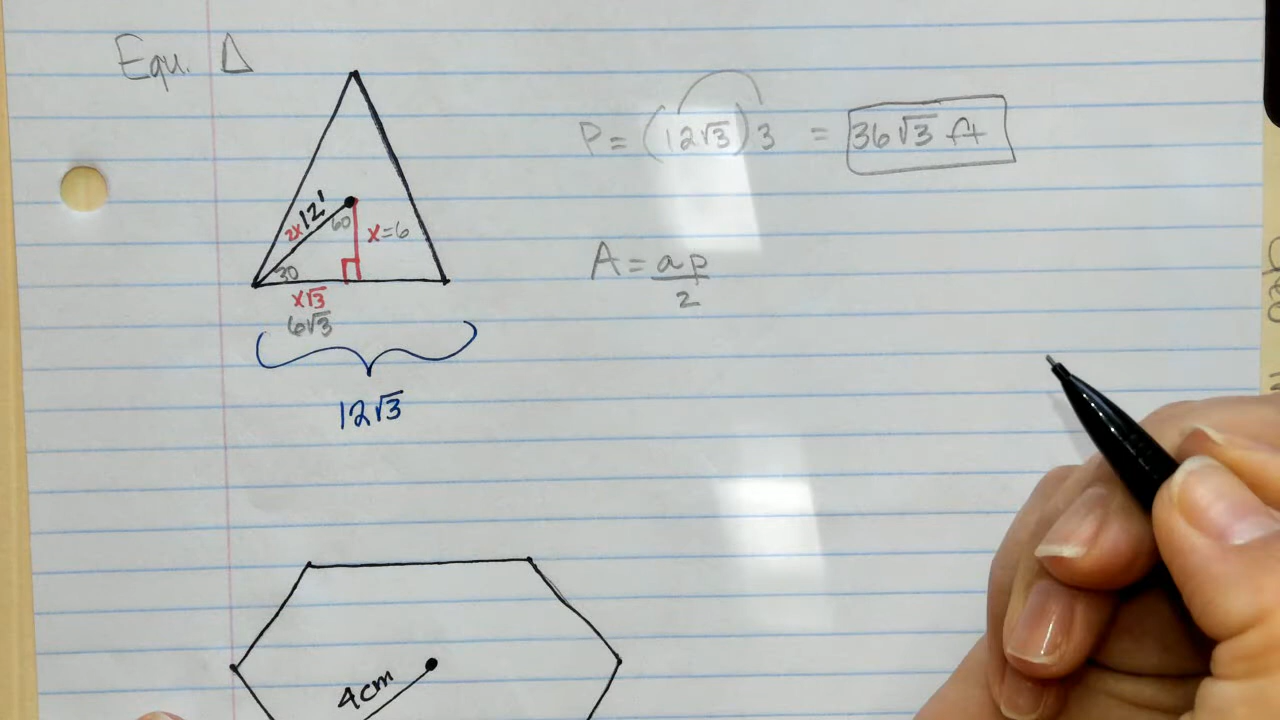 Equ. Δ
P = (12√3)3 = 36√3 ft
2x 12' 60 x=6
30
x√3
6√3
12√3
A = ap
2
4cm